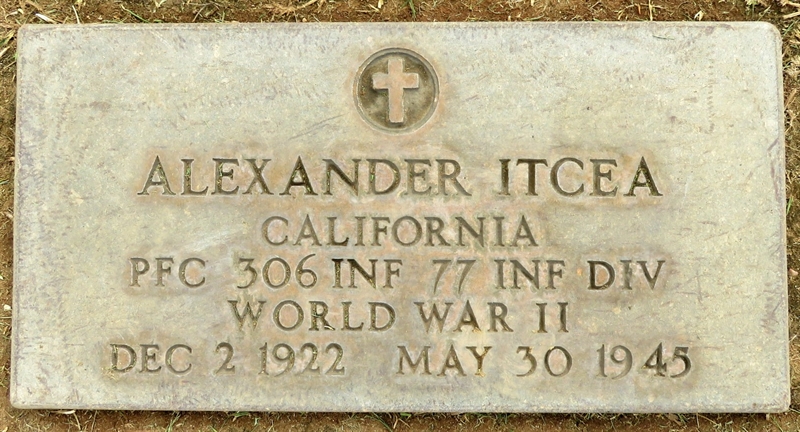 ALEXANDER ITCEA
CALIFORNIA
PFC 306 INF 77 INF DIV
WORLD WAR II
DEC 2 1922 MAY 30 1945